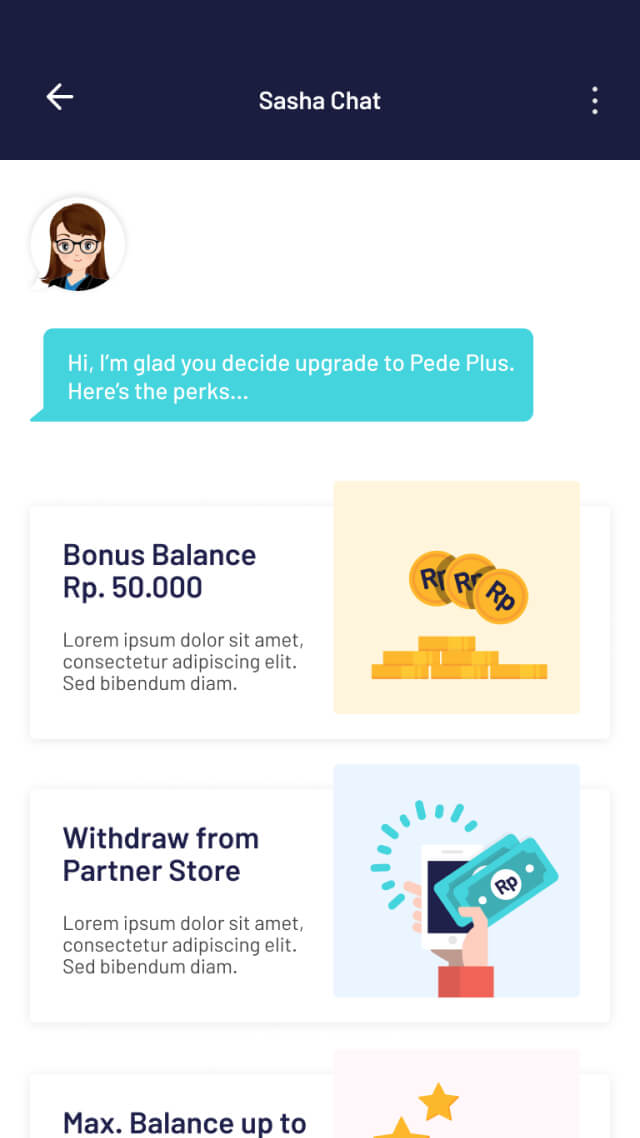 Sasha Chat
Hi, I'm glad you decide upgrade to Pede Plus.
Here's the perks...
Bonus Balance
Rp. 50.000
Lorem ipsum dolor sit amet,
consectetur adipiscing elit.
Sed bibendum diam.
Rp Rp Rp
Withdraw from
Partner Store
Lorem ipsum dolor sit amet,
consectetur adipiscing elit.
Sed bibendum diam.
Rp
Max. Balance up to